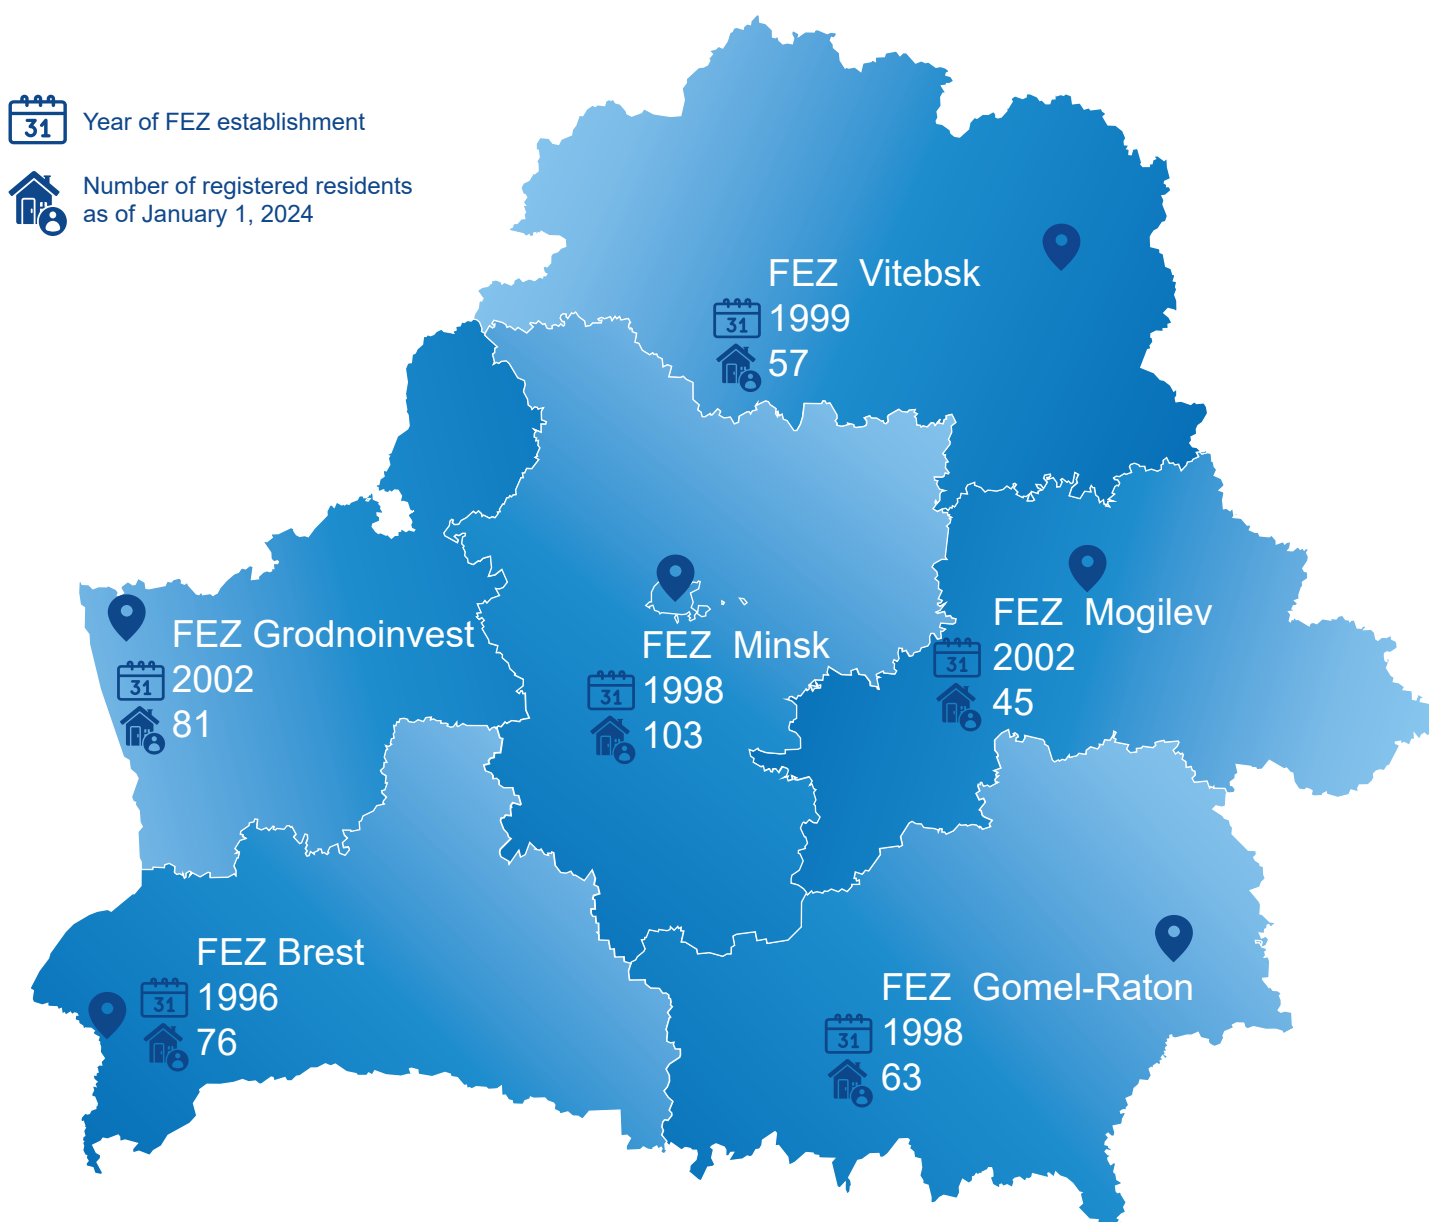 31
Year of FEZ establishment
Number of registered residents
as of January 1, 2024
FEZ Vitebsk
31 1999
57
FEZ Grodnoinvest
31 2002
81
FEZ Minsk
31 1998
103
FEZ Mogilev
31 2002
45
FEZ Brest
31 1996
76
FEZ Gomel-Raton
31 1998
63